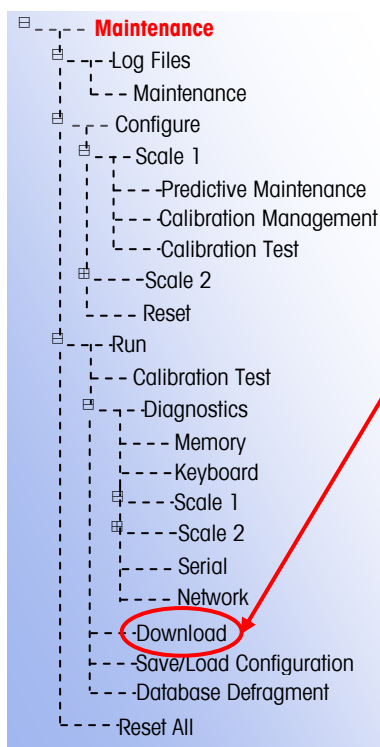 Maintenance
Log Files
Maintenance
Configure
Scale 1
Predictive Maintenance
Calibration Management
Calibration Test
Scale 2
Reset
Run
Calibration Test
Diagnostics
Memory
Keyboard
Scale 1
Scale 2
Serial
Network
Download
Save/Load Configuration
Database Defragment
Reset All